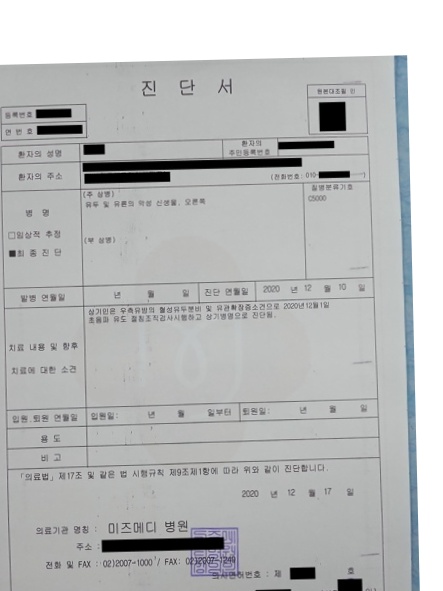 진 단 서
원본대조필 인
등록번호
연 번 호
환자의 성명
환자의 주민등록번호
환자의 주소
(전화번호: 010- )
병 명
□임상적 추정
■최 종 진 단
(주 상병)
유두 및 유륜의 악성 신생물, 오른쪽
(부 상병)
질병분류기호
C5000
발병 연월일
년 월 일
진단 연월일
2020 년 12 월 10 일
치료 내용 및 향후 치료에 대한 소견
상기인은 우측유방의 혈성유두분비 및 유관확장증소견으로 2020년12월1일
초음파 유도 절침조직검사시행하고 상기병명으로 진단됨.
입원·퇴원 연월일
입원일: 년 월 일부터
퇴원일: 년 월 일
용 도
비 고
「의료법」 제17조 및 같은 법 시행규칙 제9조제1항에 따라 위와 같이 진단합니다.
2020 년 12 월 17 일
의료기관 명칭 : 미즈메디 병원
주소 :
전화 및 FAX : 02)2007-1000 / FAX: 02)2007-1249
의사면허번호 : 제 호